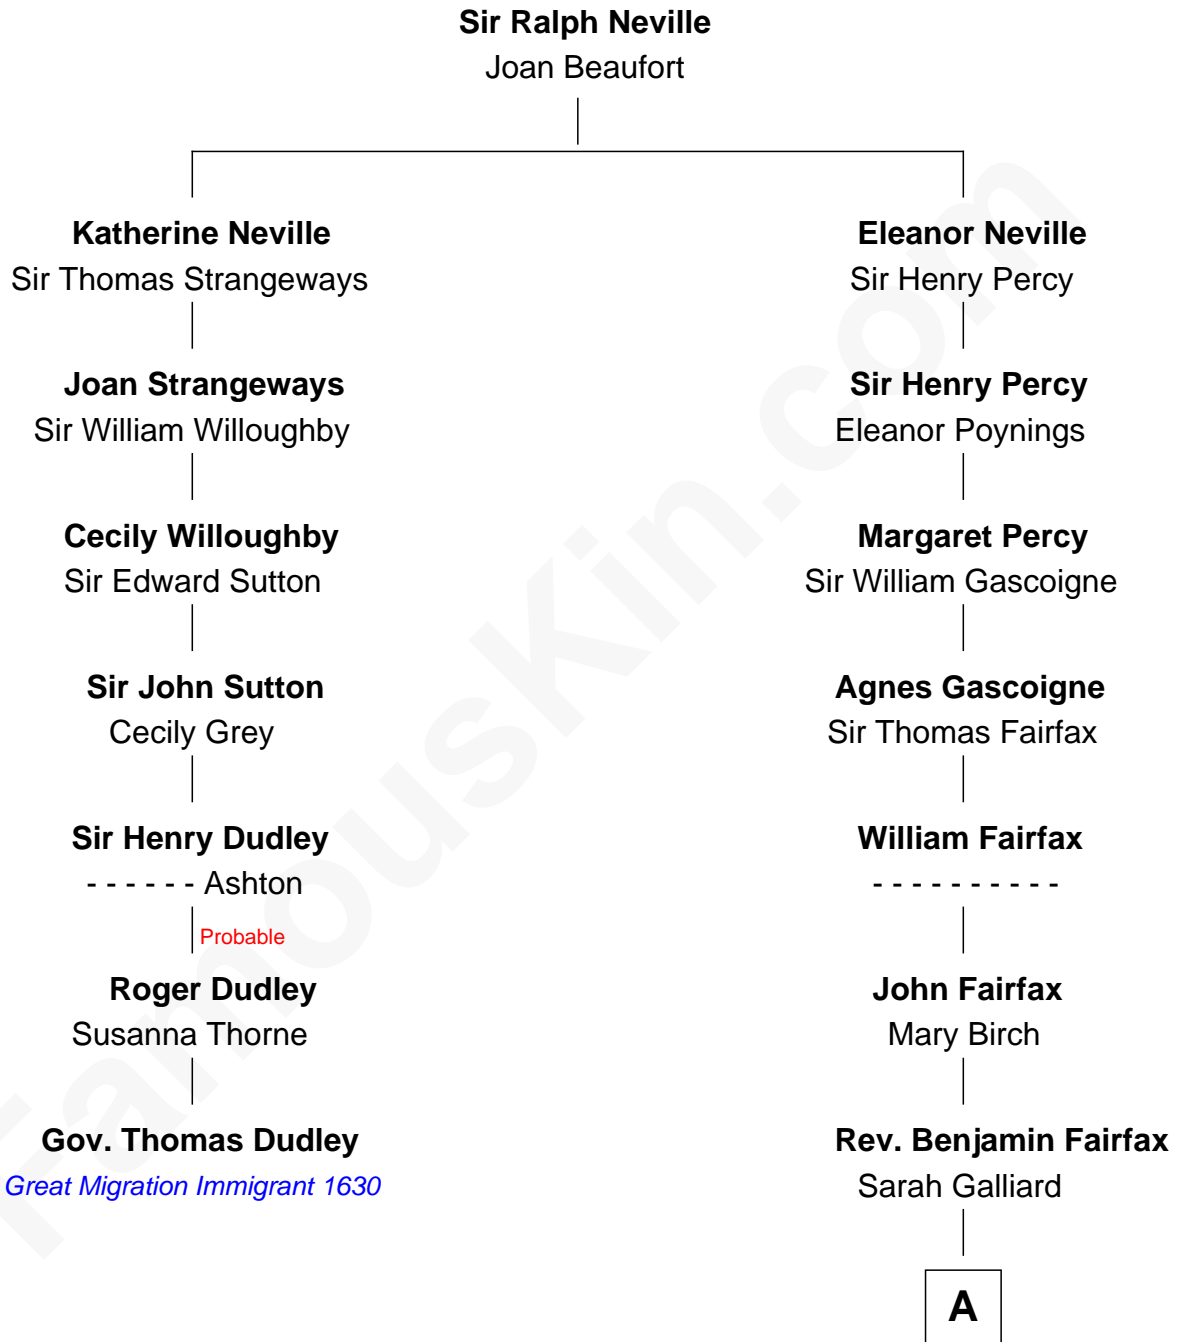 Sir Ralph Neville
Joan Beaufort
Katherine Neville
Sir Thomas Strangeways
Eleanor Neville
Sir Henry Percy
Joan Strangeways
Sir William Willoughby
Sir Henry Percy
Eleanor Poynings
Cecily Willoughby
Sir Edward Sutton
Margaret Percy
Sir William Gascoigne
Sir John Sutton
Cecily Grey
Agnes Gascoigne
Sir Thomas Fairfax
Sir Henry Dudley
- - - - - - Ashton
William Fairfax
- - - - - - - - - -
Probable
Roger Dudley
Susanna Thorne
John Fairfax
Mary Birch
Gov. Thomas Dudley
Great Migration Immigrant 1630
Rev. Benjamin Fairfax
Sarah Galliard
A
FamousKin.com